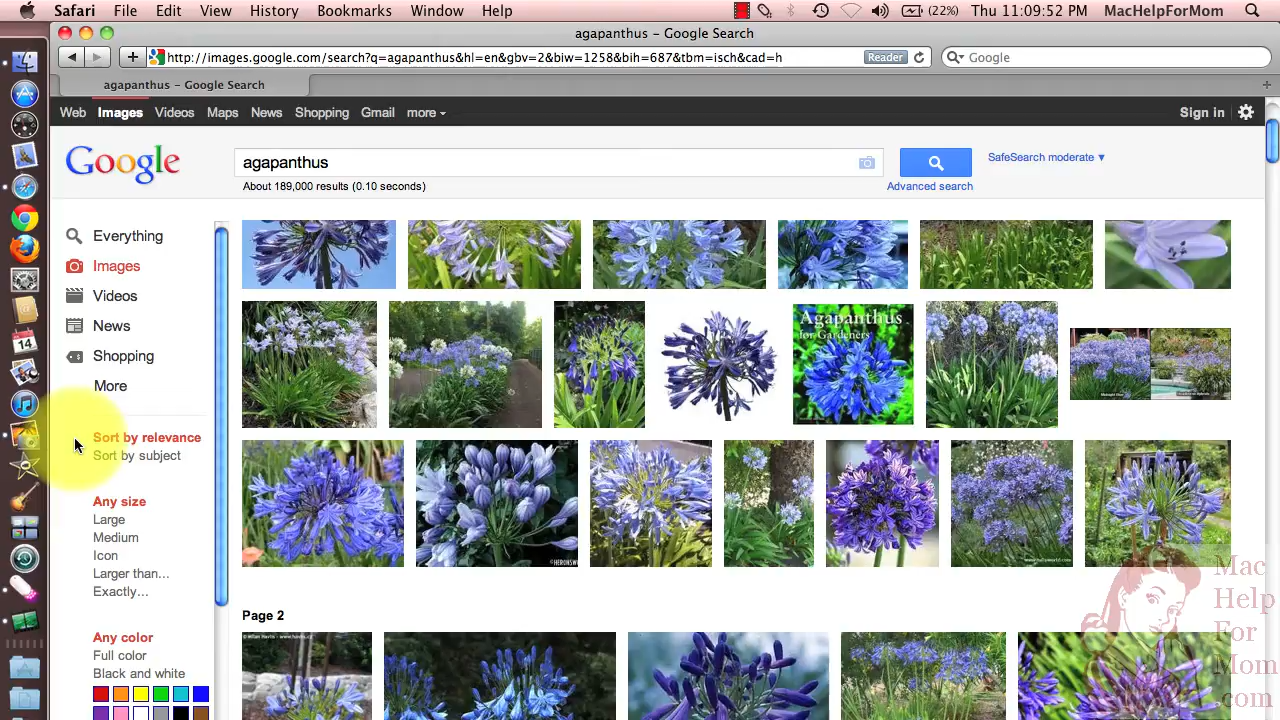 Safari File Edit View History Bookmarks Window Help (22%) Thu 11:09:52 PM MacHelpForMom
agapanthus – Google Search
http://images.google.com/search?q=agapanthus&hl=en&gbv=2&biw=1258&bih=687&tbm=isch&cad=h Reader Google
agapanthus – Google Search
Web Images Videos Maps News Shopping Gmail more Sign in
Google agapanthus SafeSearch moderate
About 189,000 results (0.10 seconds) Advanced search
Everything
Images
Videos
News
Shopping
More
Sort by relevance
Sort by subject
Any size
Large
Medium
Icon
Larger than...
Exactly...
Any color
Full color
Black and white
14
Agapanthus
for Gardeners
©HERONSW
Page 2
Mac
Help
For
Mom
.com